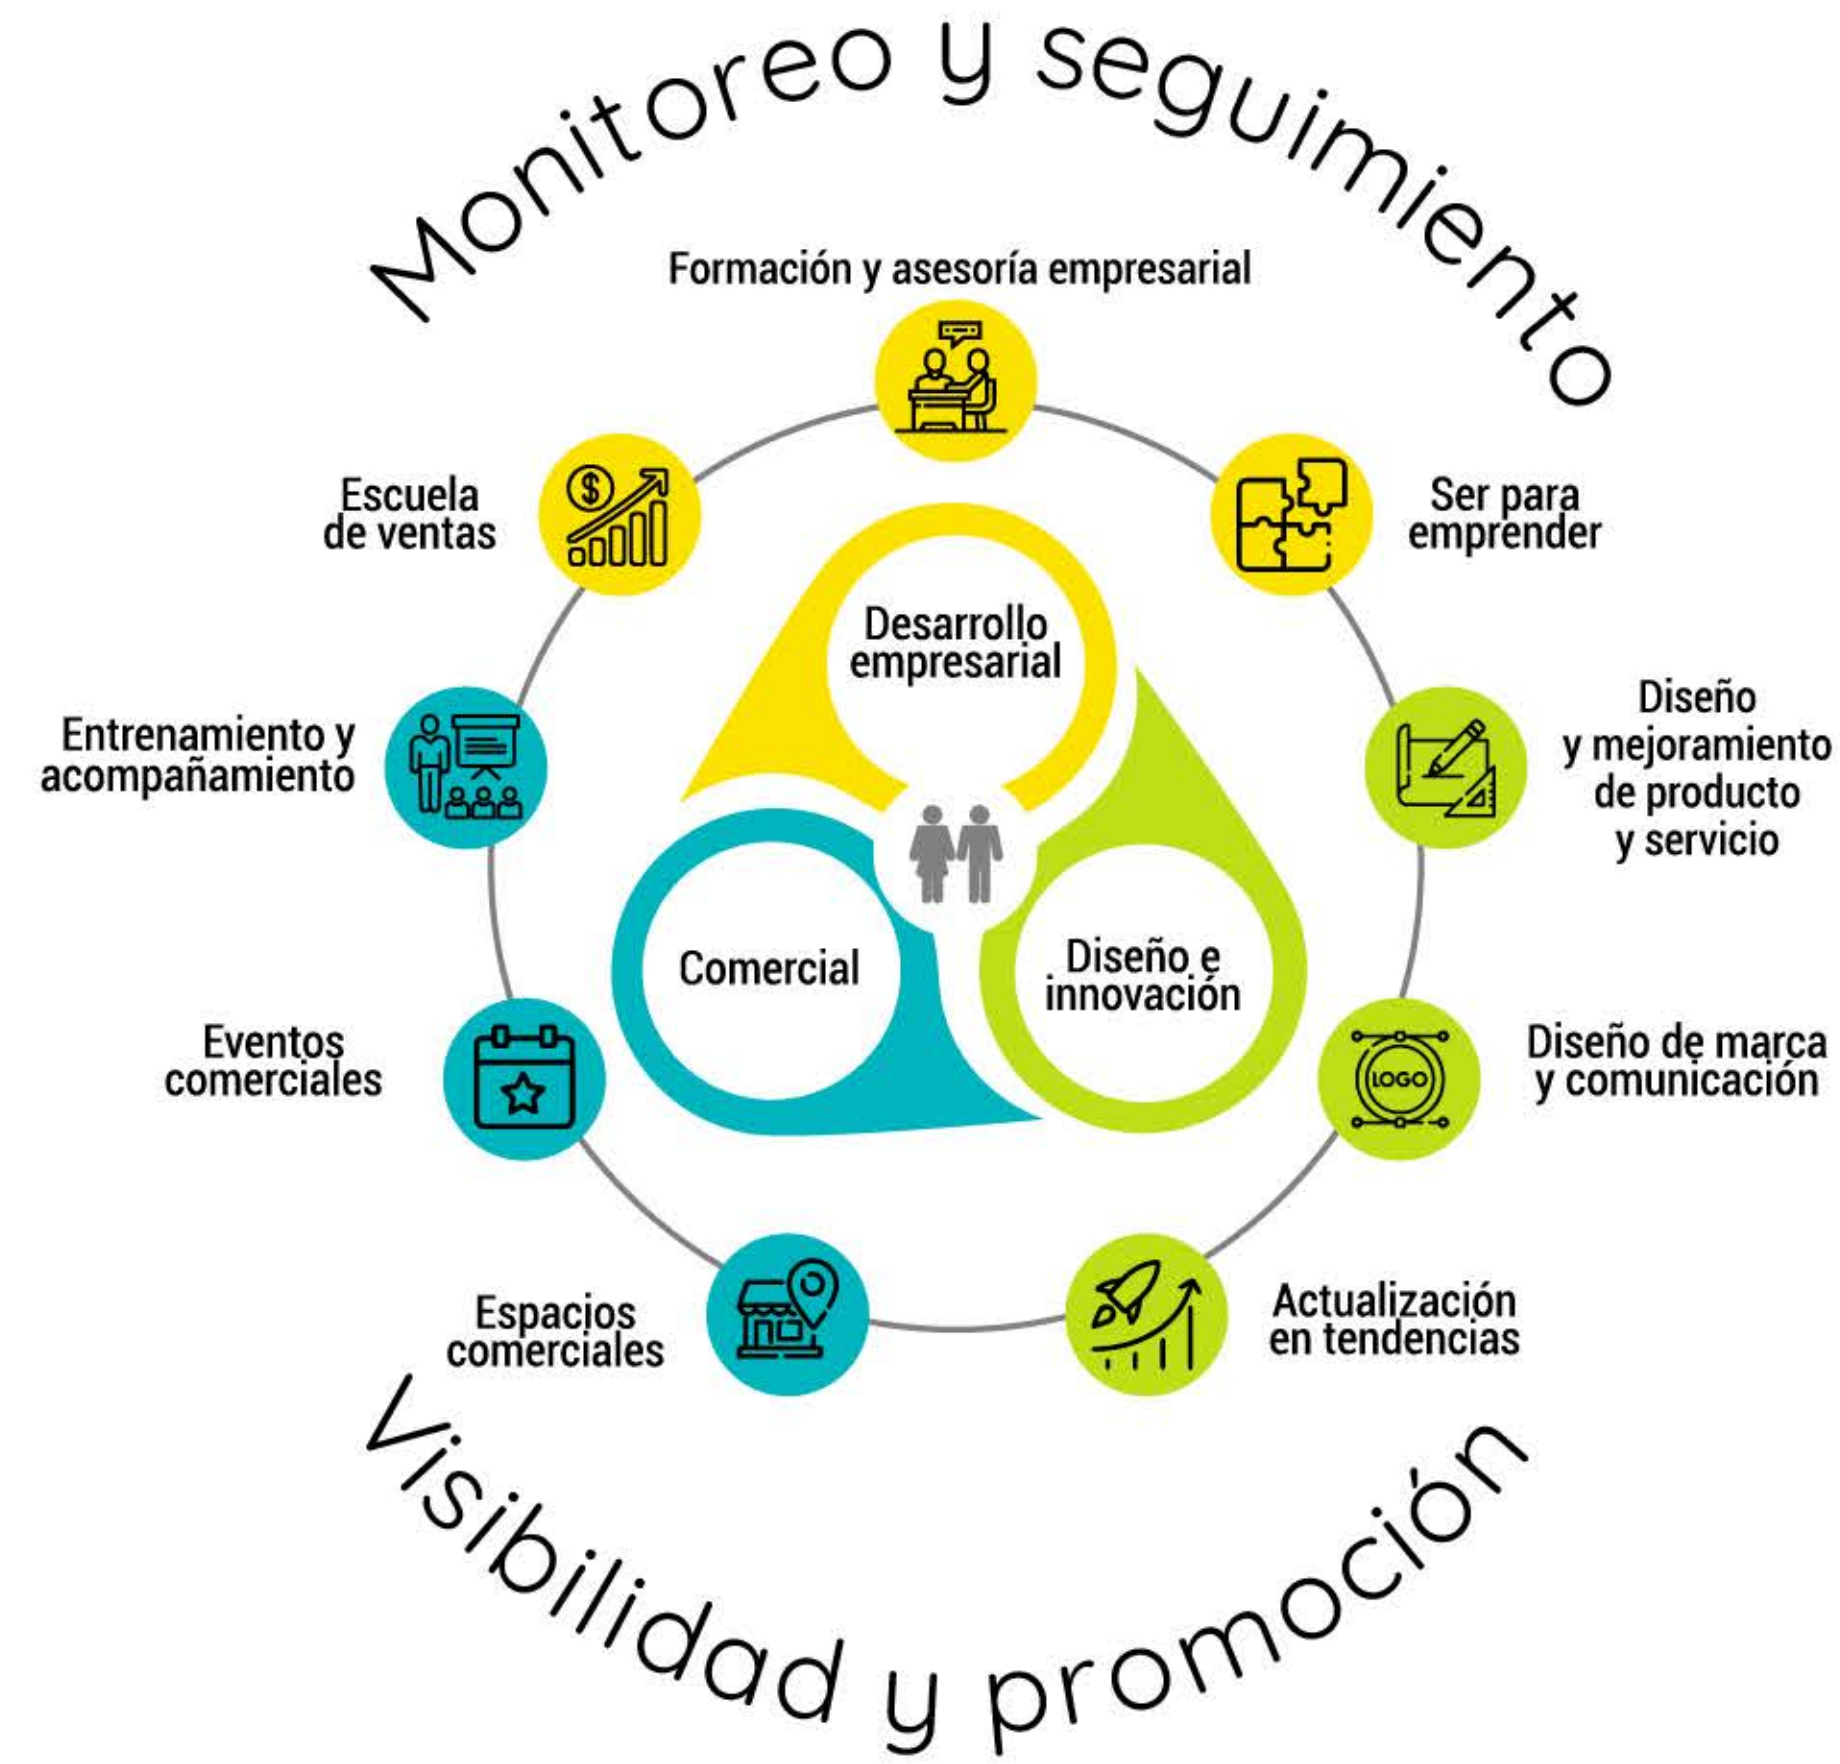 Monitoreo y seguimiento
Formación y asesoría empresarial
Escuela
de ventas
Ser para
emprender
Desarrollo
empresarial
Entrenamiento y
acompañamiento
Diseño
y mejoramiento
de producto
y servicio
Comercial
Diseño e
innovación
Eventos
comerciales
LOGO
Diseño de marca
y comunicación
Espacios
comerciales
Actualización
en tendencias
Visibilidad y promoción